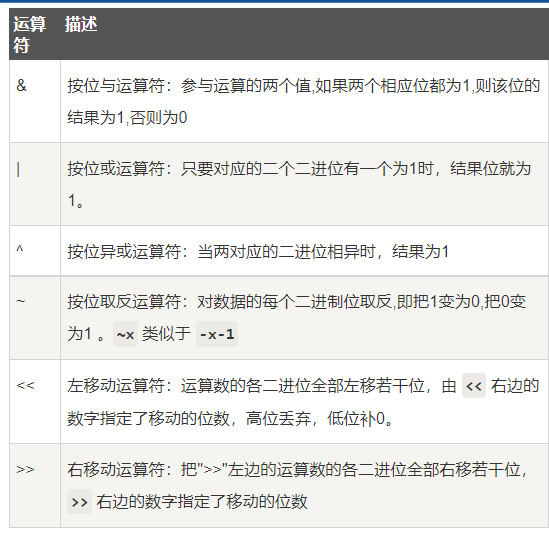 运算 描述
符
& 按位与运算符：参与运算的两个值,如果两个相应位都为1,则该位的
结果为1,否则为0
| 按位或运算符：只要对应的二个二进位有一个为1时，结果位就为
1。
^ 按位异或运算符：当两对应的二进位相异时，结果为1
~ 按位取反运算符：对数据的每个二进制位取反,即把1变为0,把0变
为1 。~x 类似于 -x-1
<< 左移动运算符：运算数的各二进位全部左移若干位，由 << 右边的
数字指定了移动的位数，高位丢弃，低位补0。
>> 右移动运算符：把">>"左边的运算数的各二进位全部右移若干位，
>> 右边的数字指定了移动的位数